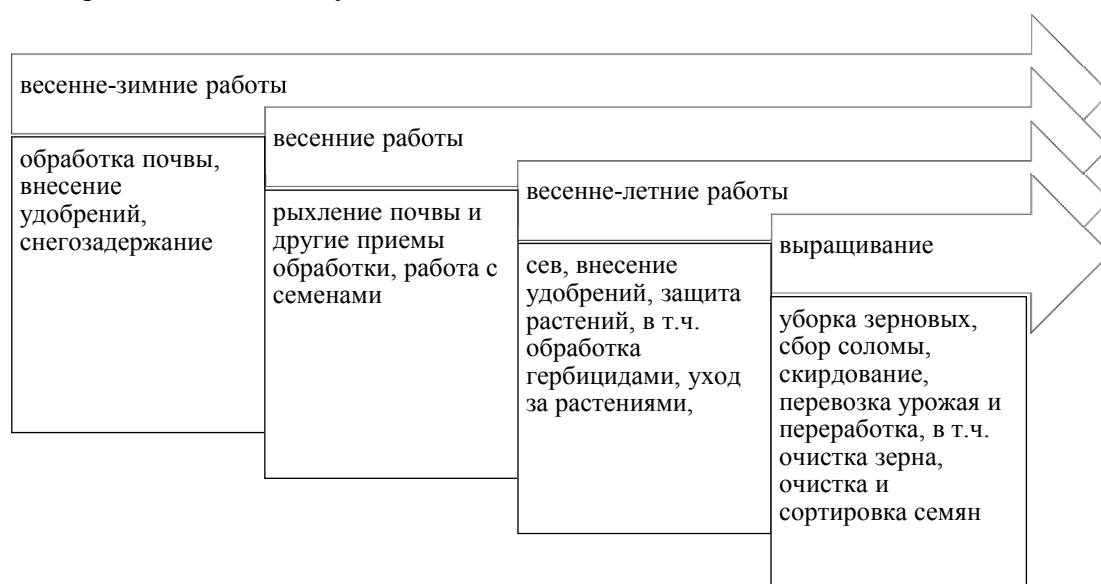 весенне-зимние работы
обработка почвы,
внесение
удобрений,
снегозадержание
весенние работы
рыхление почвы и
другие приемы
обработки, работа с
семенами
весенне-летние работы
сев, внесение
удобрений, защита
растений, в т.ч.
обработка
гербицидами, уход
за растениями,
выращивание
уборка зерновых,
сбор соломы,
скирдование,
перевозка урожая и
переработка, в т.ч.
очистка зерна,
очистка и
сортировка семян